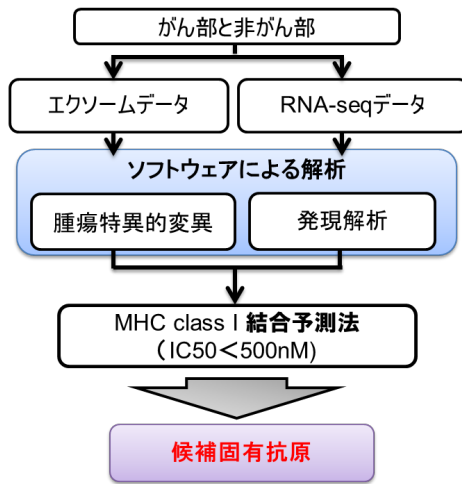 がん部と非がん部
エクソームデータ
RNA-seqデータ
ソフトウェアによる解析
腫瘍特異的変異
発現解析
MHC class I 結合予測法
（IC50＜500nM)
候補固有抗原